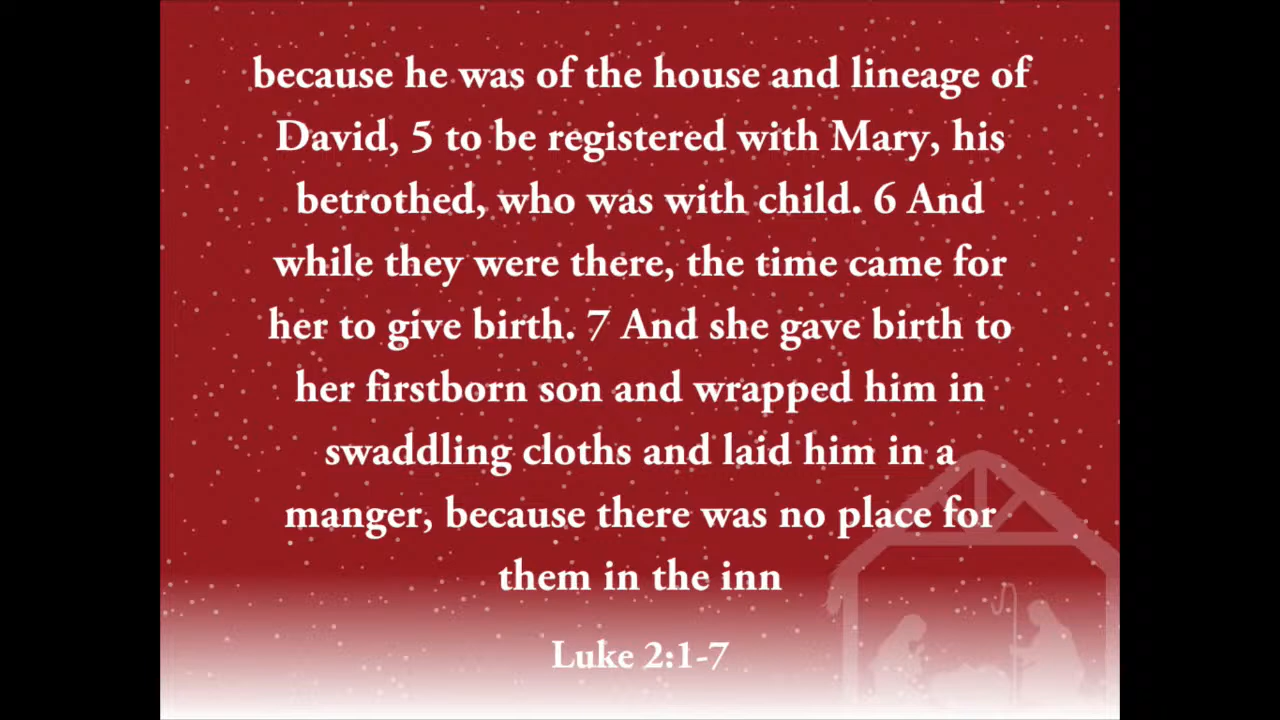 because he was of the house and lineage of
David, 5 to be registered with Mary, his
betrothed, who was with child. 6 And
while they were there, the time came for
her to give birth. 7 And she gave birth to
her firstborn son and wrapped him in
swaddling cloths and laid him in a
manger, because there was no place for
them in the inn
Luke 2:1-7